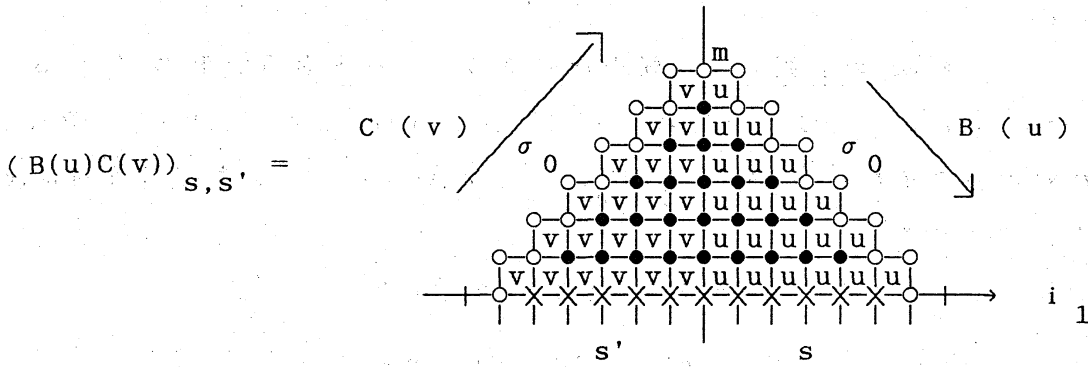 m
v u
C ( v ) v v u u B ( u )
σ 0 v v v u u u σ 0
( B(u)C(v)) s,s' =
v v v v u u u u
v v v v v u u u u u
v v v v v v u u u u u u
i 1
s' s